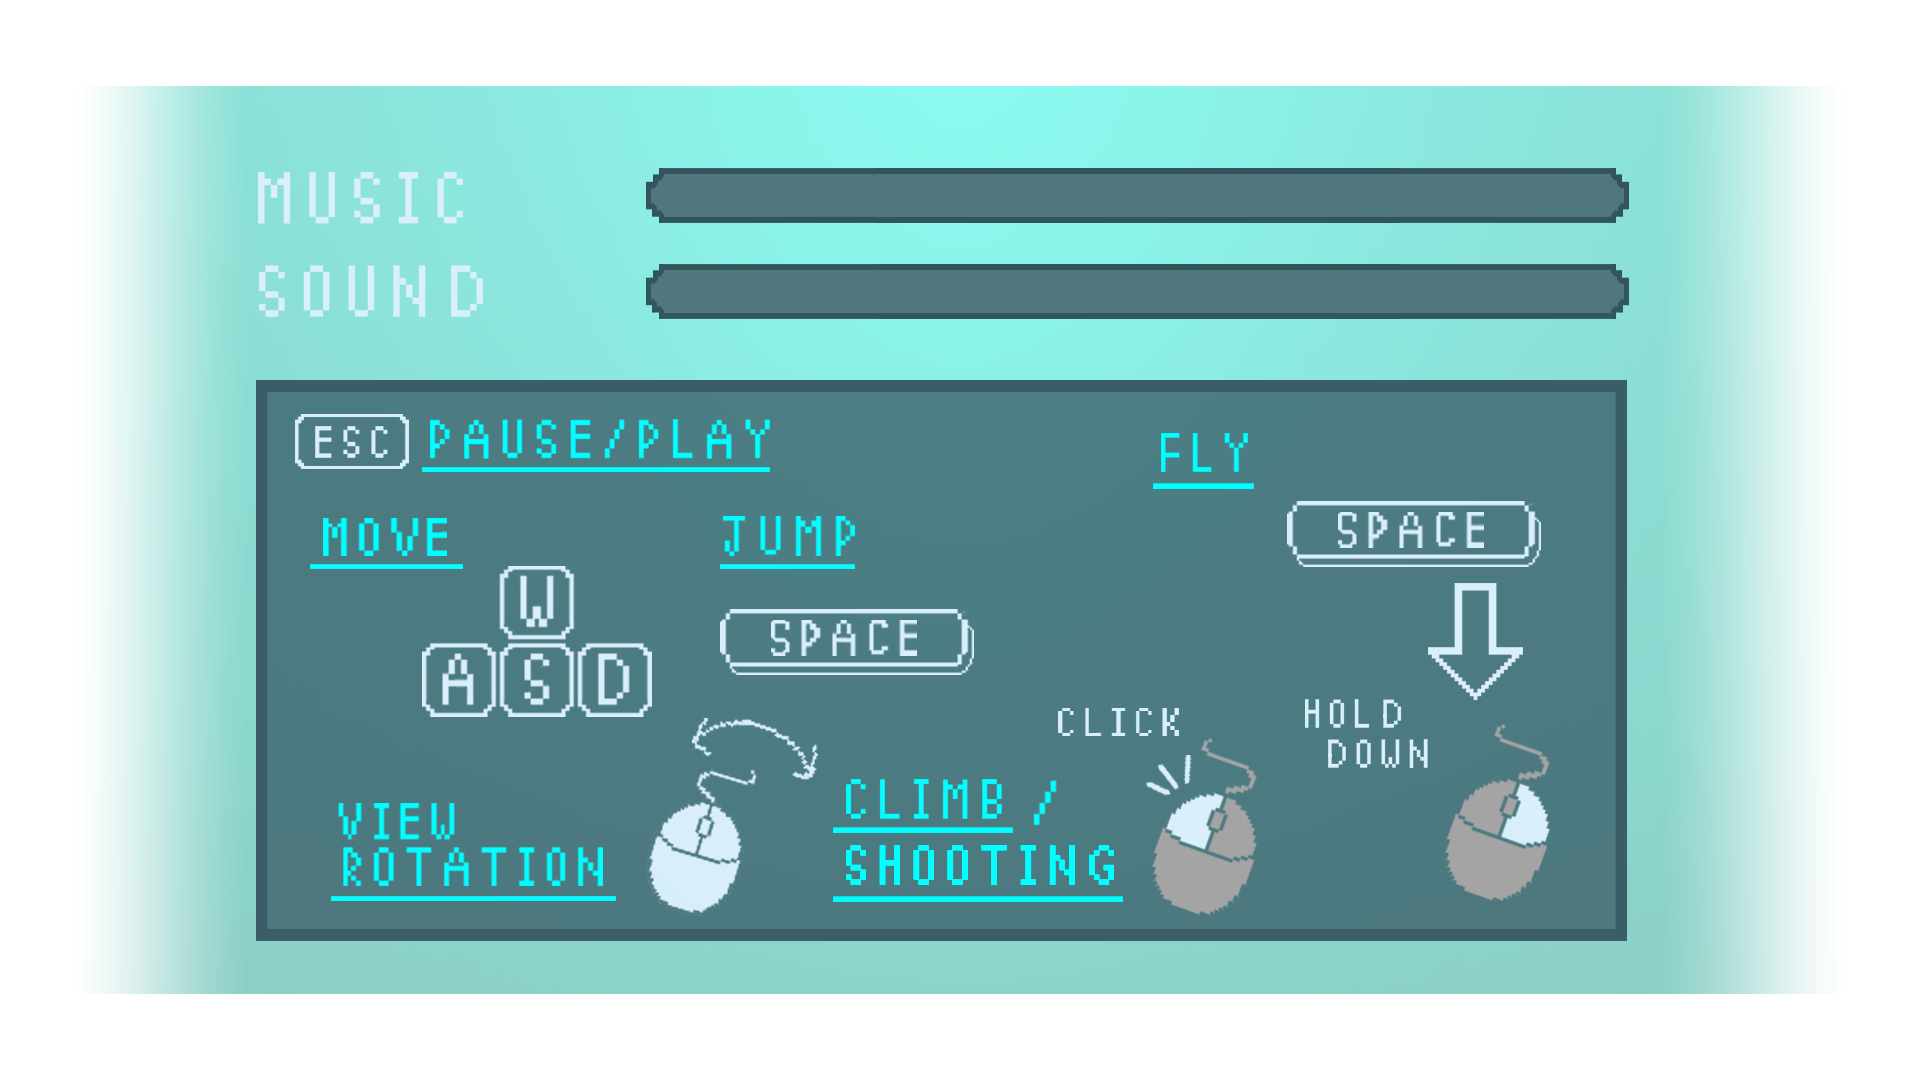 MUSIC
SOUND
ESC PAUSE/PLAY
FLY
MOVE
JUMP
SPACE
W
A S D
SPACE
CLICK
HOLD
DOWN
VIEW
ROTATION
CLIMB /
SHOOTING